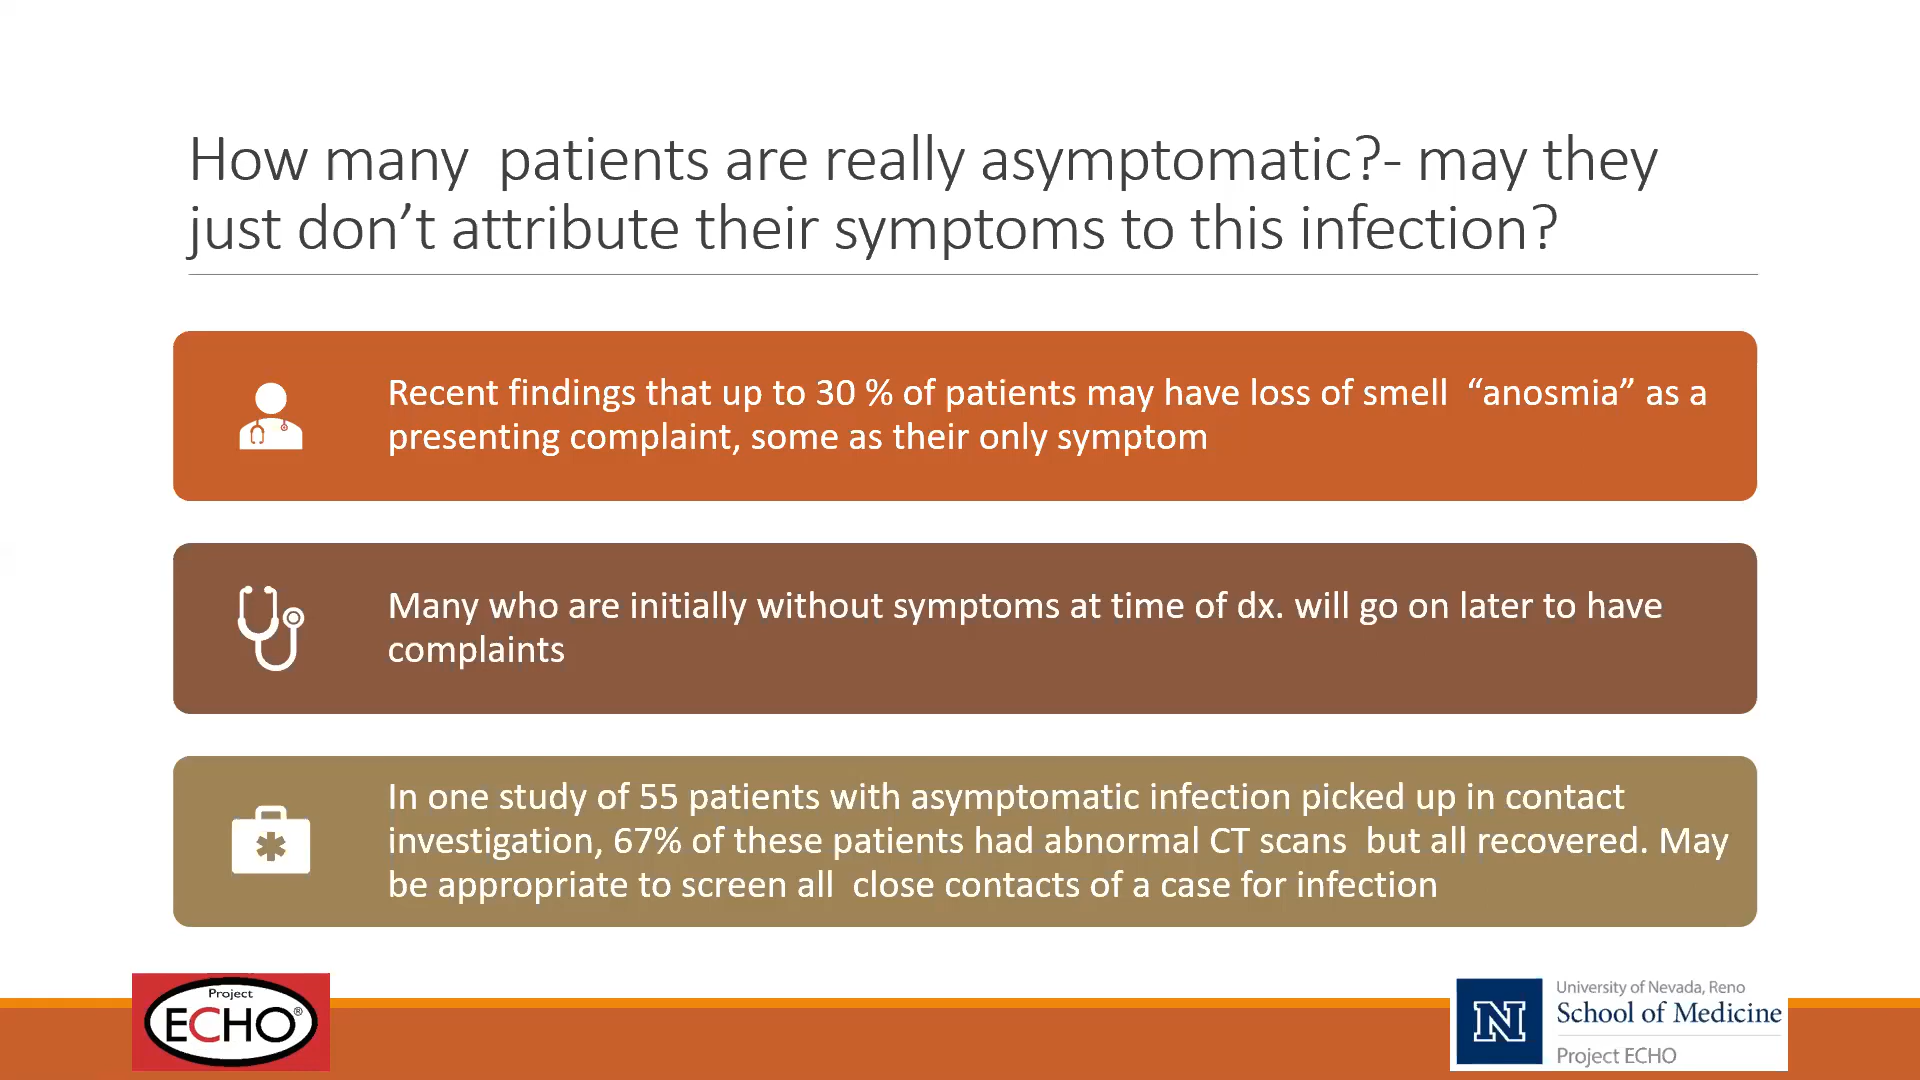 How many patients are really asymptomatic?- may they
just don’t attribute their symptoms to this infection?
Recent findings that up to 30 % of patients may have loss of smell “anosmia” as a
presenting complaint, some as their only symptom
Many who are initially without symptoms at time of dx. will go on later to have
complaints
In one study of 55 patients with asymptomatic infection picked up in contact
investigation, 67% of these patients had abnormal CT scans but all recovered. May
be appropriate to screen all close contacts of a case for infection
Project
ECHO®
N
University of Nevada, Reno
School of Medicine
Project ECHO